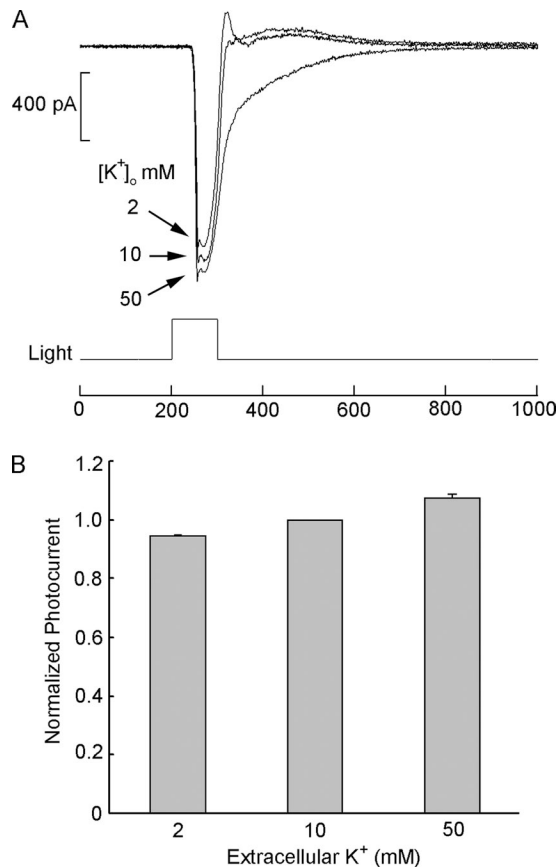 A
400 pA
[K+]o mM
2
10
50
Light
0 200 400 600 800 1000
B
Normalized Photocurrent
1.2
1.0
0.8
0.6
0.4
0.2
0
2 10 50
Extracellular K+ (mM)